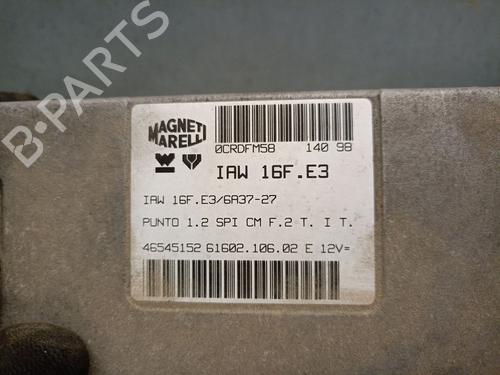 B-PARTS
MAGNETI
MARELLI
0CRDFM58 140 98
IAW 16F.E3
IAW 16F.E3/6A37-27
PUNTO 1.2 SPI CM F.2 T. I T.
46545152 61602.106.02 E 12V=